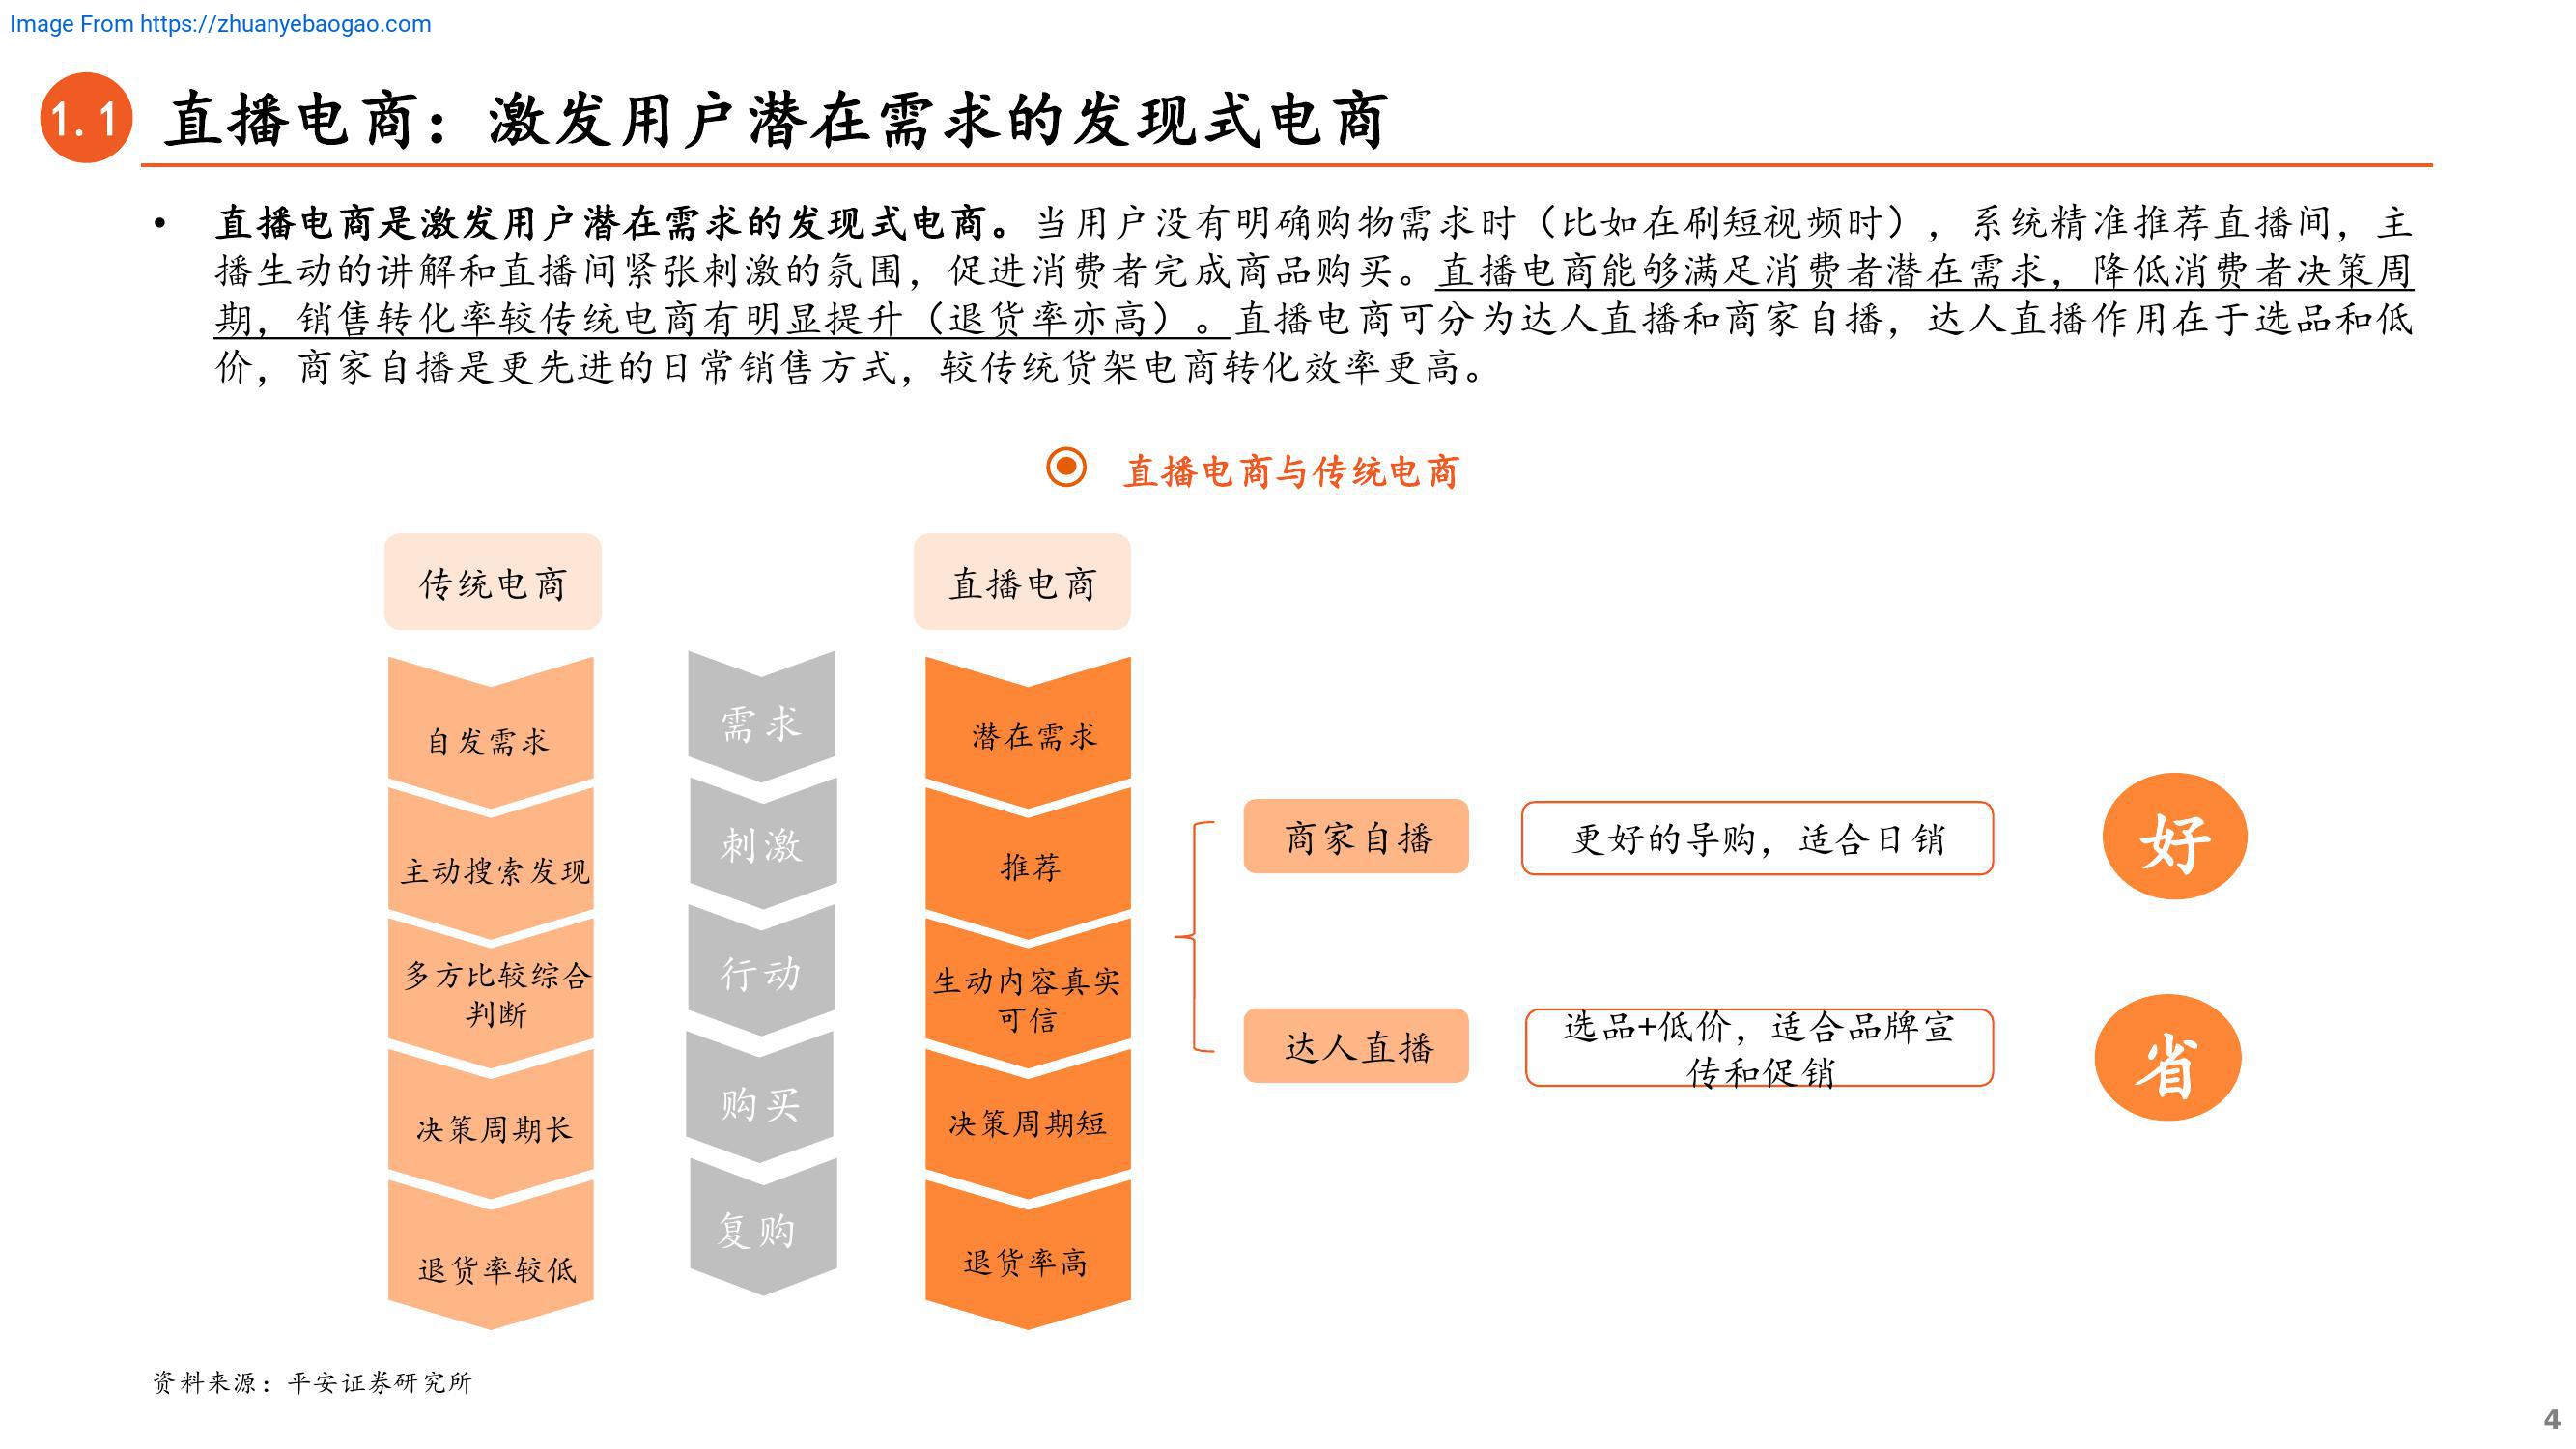 Image From https://zhuanyebaogao.com
1.1 直播电商：激发用户潜在需求的发现式电商
• 直播电商是激发用户潜在需求的发现式电商。当用户没有明确购物需求时（比如在刷短视频时），系统精准推荐直播间，主
播生动的讲解和直播间紧张刺激的氛围，促进消费者完成商品购买。直播电商能够满足消费者潜在需求，降低消费者决策周
期，销售转化率较传统电商有明显提升（退货率亦高）。直播电商可分为达人直播和商家自播，达人直播作用在于选品和低
价，商家自播是更先进的日常销售方式，较传统货架电商转化效率更高。
直播电商与传统电商
传统电商
自发需求
主动搜索发现
多方比较综合
判断
决策周期长
退货率较低
需求
刺激
行动
购买
复购
直播电商
潜在需求
推荐
生动内容真实
可信
决策周期短
退货率高
商家自播
更好的导购，适合日销
好
达人直播
选品+低价，适合品牌宣
传和促销
省
资料来源：平安证券研究所
4